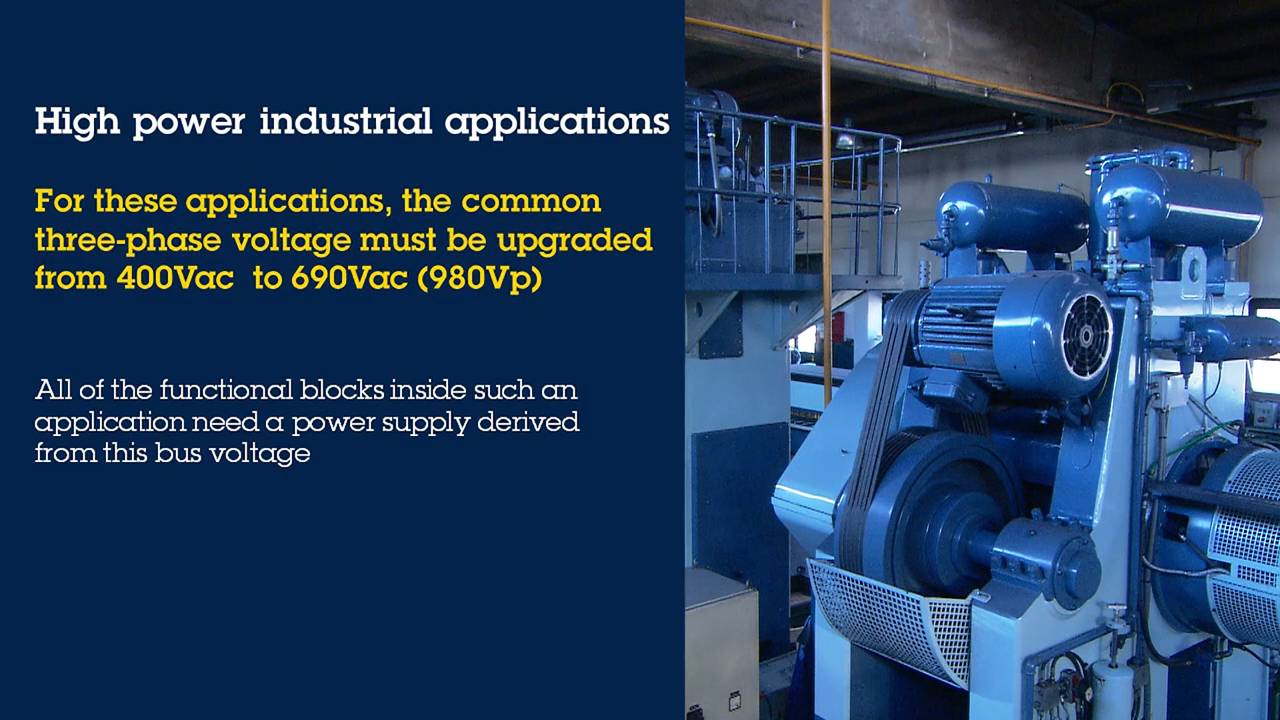 High power industrial applications
For these applications, the common
three-phase voltage must be upgraded
from 400Vac  to 690Vac (980Vp)
All of the functional blocks inside such an
application need a power supply derived
from this bus voltage